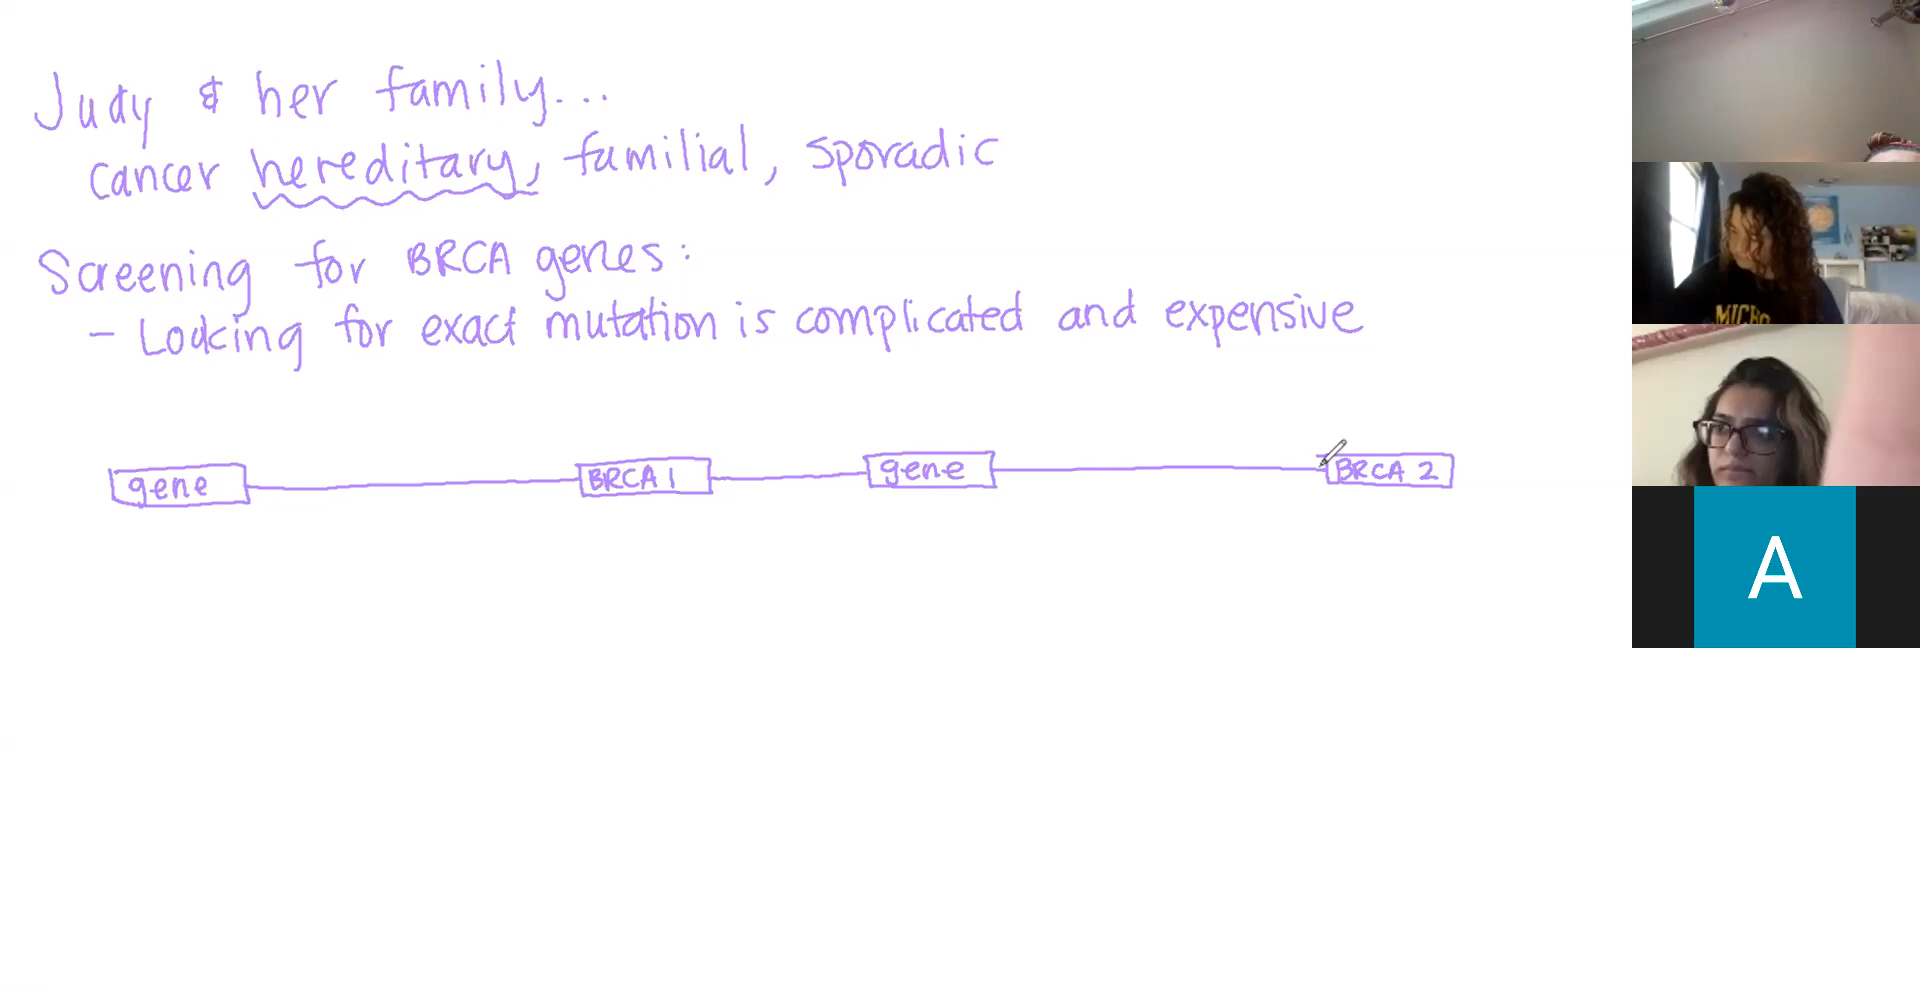 Judy & her family...
cancer hereditary, familial, sporadic
Screening for BRCA genes:
- Looking for exact mutation is complicated and expensive
gene BRCA 1 gene BRCA 2
MICRO
A